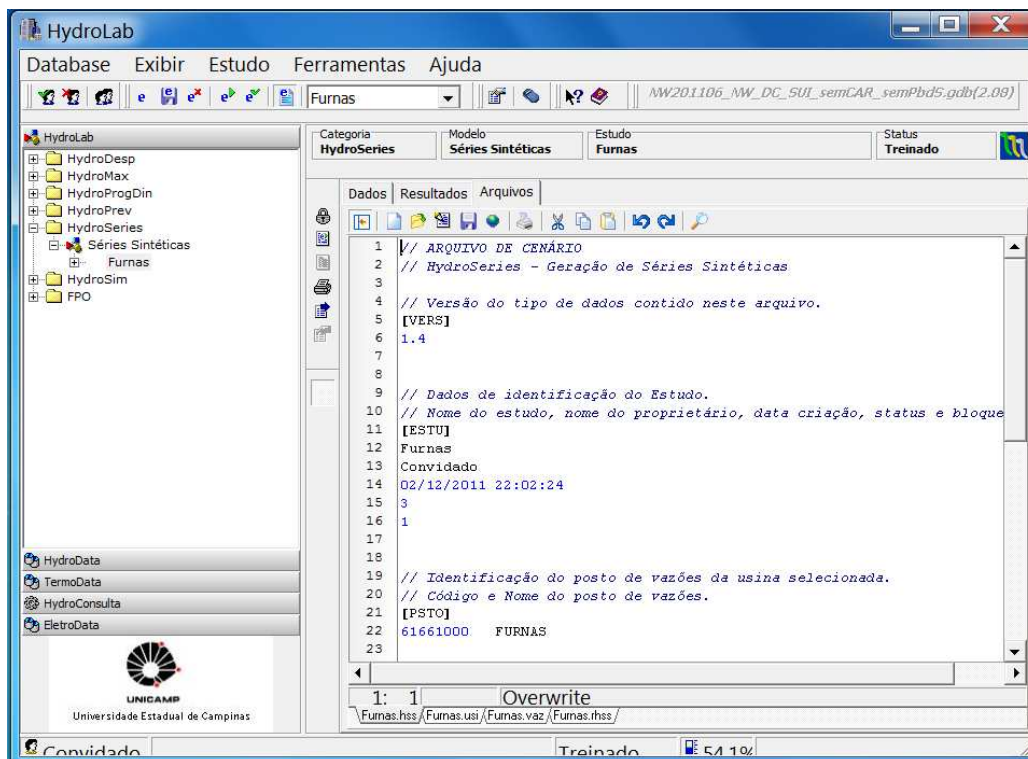 HydroLab
Database Exibir Estudo Ferramentas Ajuda
Furnas
NW201106_NW_DC_SUI_semCAR_semPbdS.gdb(2.09)
HydroLab
HydroDesp
HydroMax
HydroProgDin
HydroPrev
HydroSeries
Séries Sintéticas
Furnas
HydroSim
FPO
HydroData
TermoData
HydroConsulta
EletroData
UNICAMP
Universidade Estadual de Campinas
Categoria
HydroSeries
Modelo
Séries Sintéticas
Estudo
Furnas
Status
Treinado
Dados Resultados Arquivos
1 // ARQUIVO DE CENÁRIO
2 // HydroSeries - Geração de Séries Sintéticas
3
4 // Versão do tipo de dados contido neste arquivo.
5 [VERS]
6 1.4
7
8
9 // Dados de identificação do Estudo.
10 // Nome do estudo, nome do proprietário, data criação, status e bloque
11 [ESTU]
12 Furnas
13 Convidado
14 02/12/2011 22:02:24
15 3
16 1
17
18
19 // Identificação do posto de vazões da usina selecionada.
20 // Código e Nome do posto de vazões.
21 [PSTO]
22 61661000 FURNAS
23
1: 1 Overwrite
Furnas.hss Furnas.usi Furnas.vaz Furnas.rhss
Convidado Treinado 54.1%